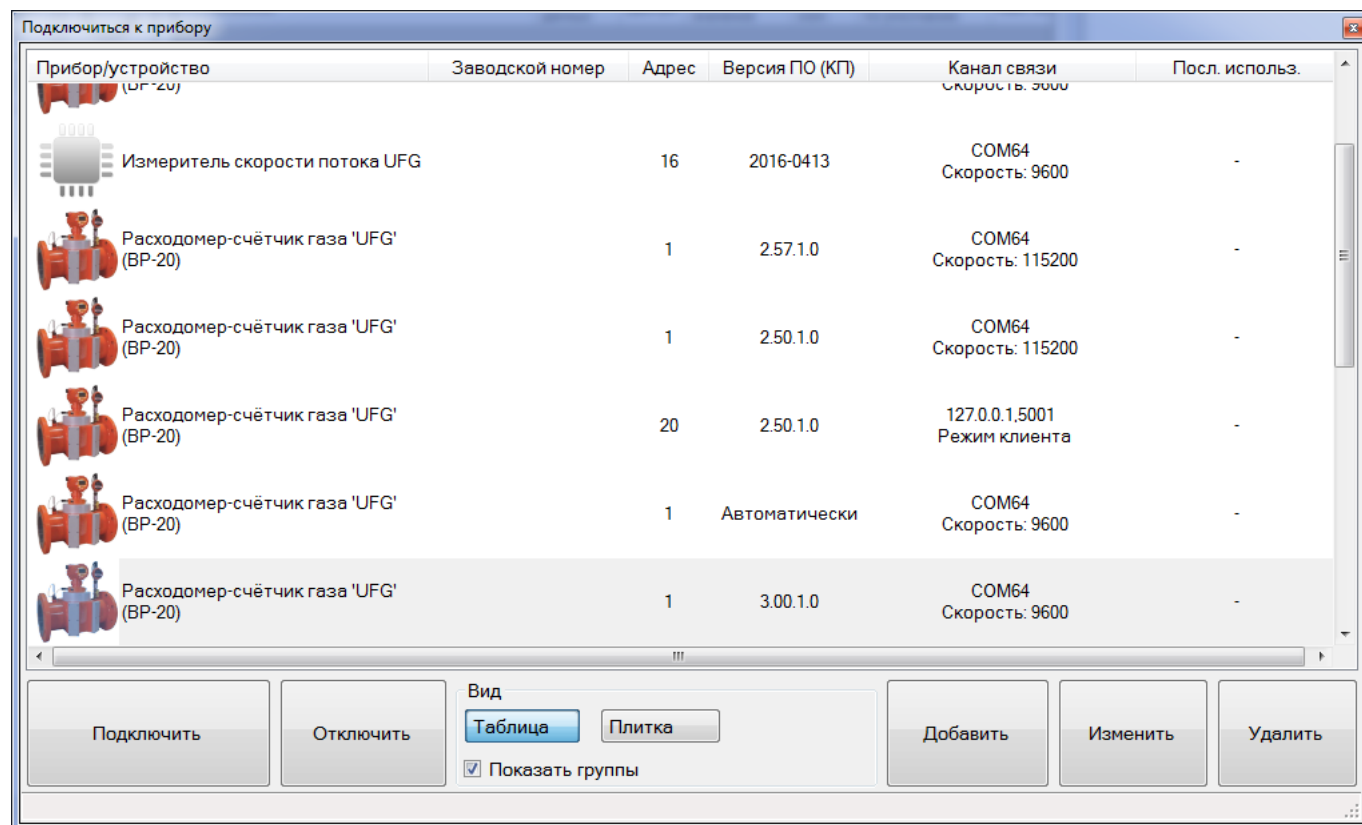 Подключиться к прибору
Прибор/устройство Заводской номер Адрес Версия ПО (КП) Канал связи Посл. использ.
(ВР-20) Скорость: 9600
Измеритель скорости потока UFG 16 2016-0413 COM64
Скорость: 9600 -
Расходомер-счётчик газа 'UFG'
(ВР-20) 1 2.57.1.0 COM64
Скорость: 115200 -
Расходомер-счётчик газа 'UFG'
(ВР-20) 1 2.50.1.0 COM64
Скорость: 115200 -
Расходомер-счётчик газа 'UFG'
(ВР-20) 20 2.50.1.0 127.0.0.1,5001
Режим клиента -
Расходомер-счётчик газа 'UFG'
(ВР-20) 1 Автоматически COM64
Скорость: 9600 -
Расходомер-счётчик газа 'UFG'
(ВР-20) 1 3.00.1.0 COM64
Скорость: 9600 -
Подключить Отключить
Вид
Таблица Плитка
Показать группы
Добавить Изменить Удалить